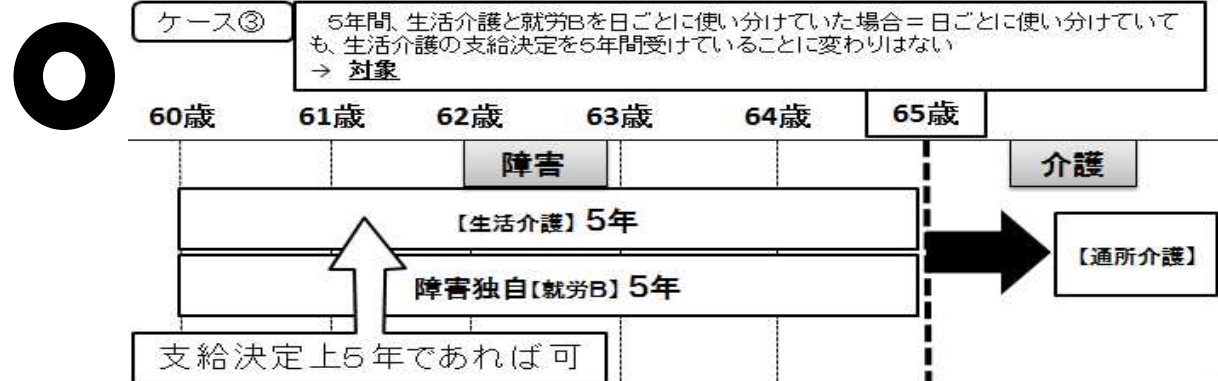 ケース③
5年間、生活介護と就労Bを日ごとに使い分けていた場合＝日ごとに使い分けていて
も、生活介護の支給決定を5年間受けていることに変わりはない
→ 対象
60歳 61歳 62歳 63歳 64歳 65歳
障害 介護
【生活介護】5年
【通所介護】
障害独自【就労B】5年
支給決定上5年であれば可